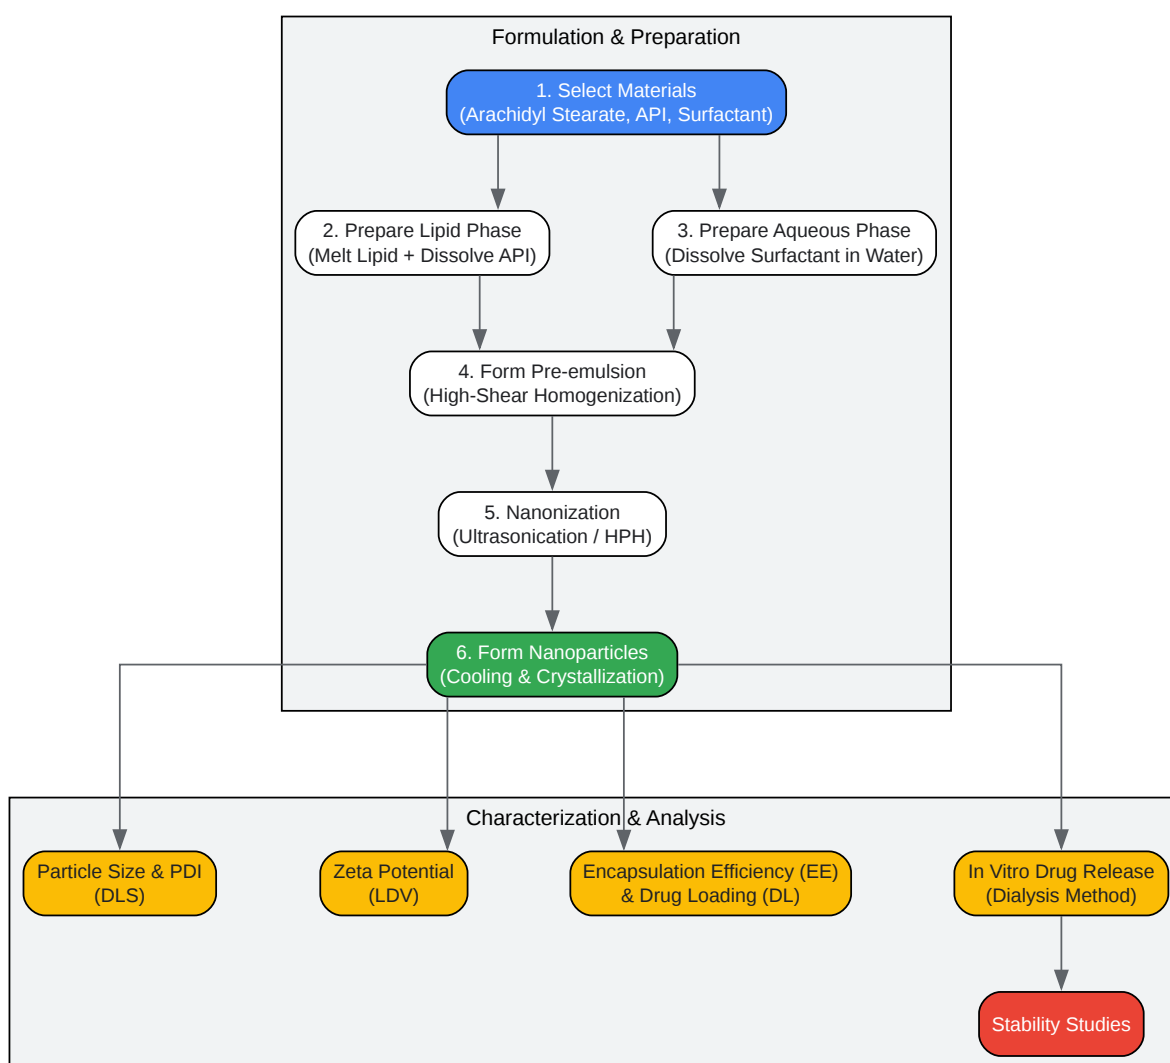 Formulation & Preparation
1. Select Materials
(Arachidyl Stearate, API, Surfactant)
2. Prepare Lipid Phase
(Melt Lipid + Dissolve API)
3. Prepare Aqueous Phase
(Dissolve Surfactant in Water)
4. Form Pre-emulsion
(High-Shear Homogenization)
5. Nanonization
(Ultrasonication / HPH)
6. Form Nanoparticles
(Cooling & Crystallization)
Characterization & Analysis
Particle Size & PDI
(DLS)
Zeta Potential
(LDV)
Encapsulation Efficiency (EE)
& Drug Loading (DL)
In Vitro Drug Release
(Dialysis Method)
Stability Studies